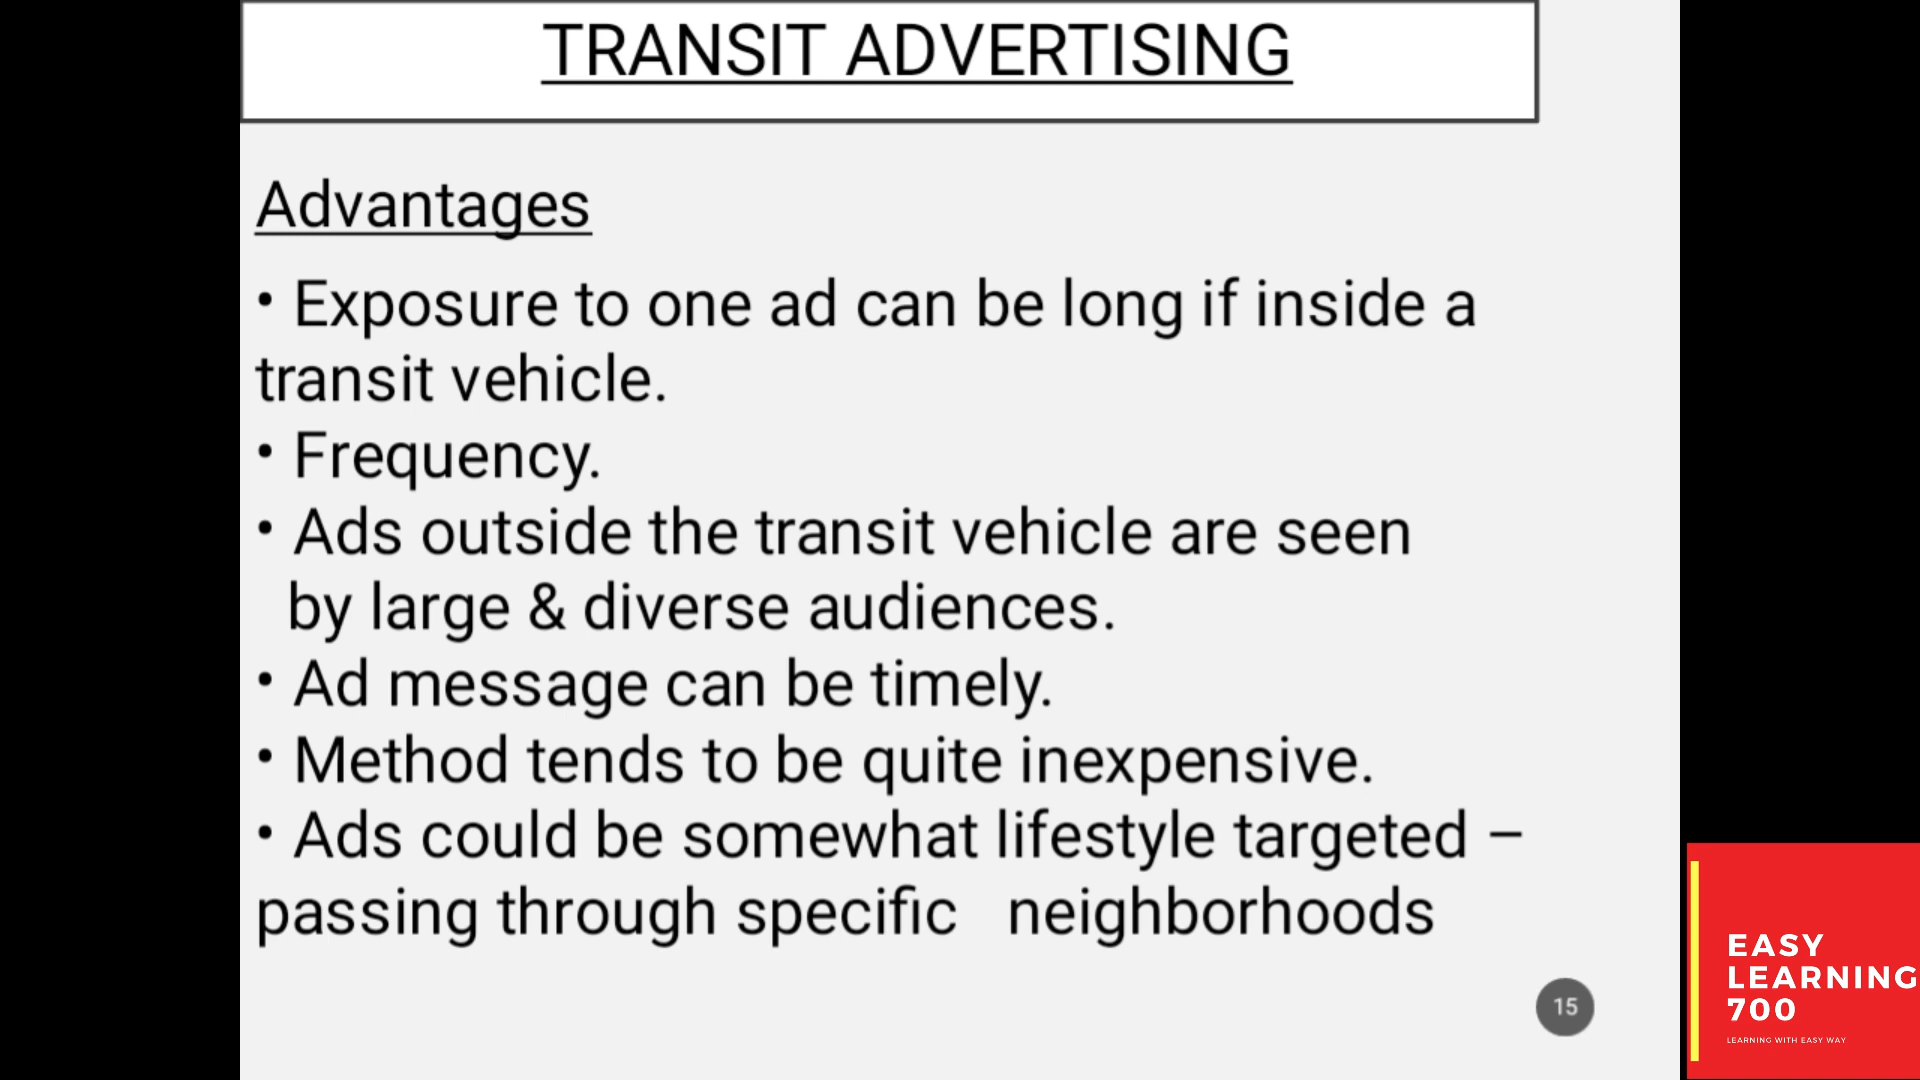 TRANSIT ADVERTISING
Advantages
• Exposure to one ad can be long if inside a
transit vehicle.
• Frequency.
• Ads outside the transit vehicle are seen
by large & diverse audiences.
• Ad message can be timely.
• Method tends to be quite inexpensive.
• Ads could be somewhat lifestyle targeted –
passing through specific neighborhoods
15
EASY
LEARNING
700
LEARNING WITH EASY WAY